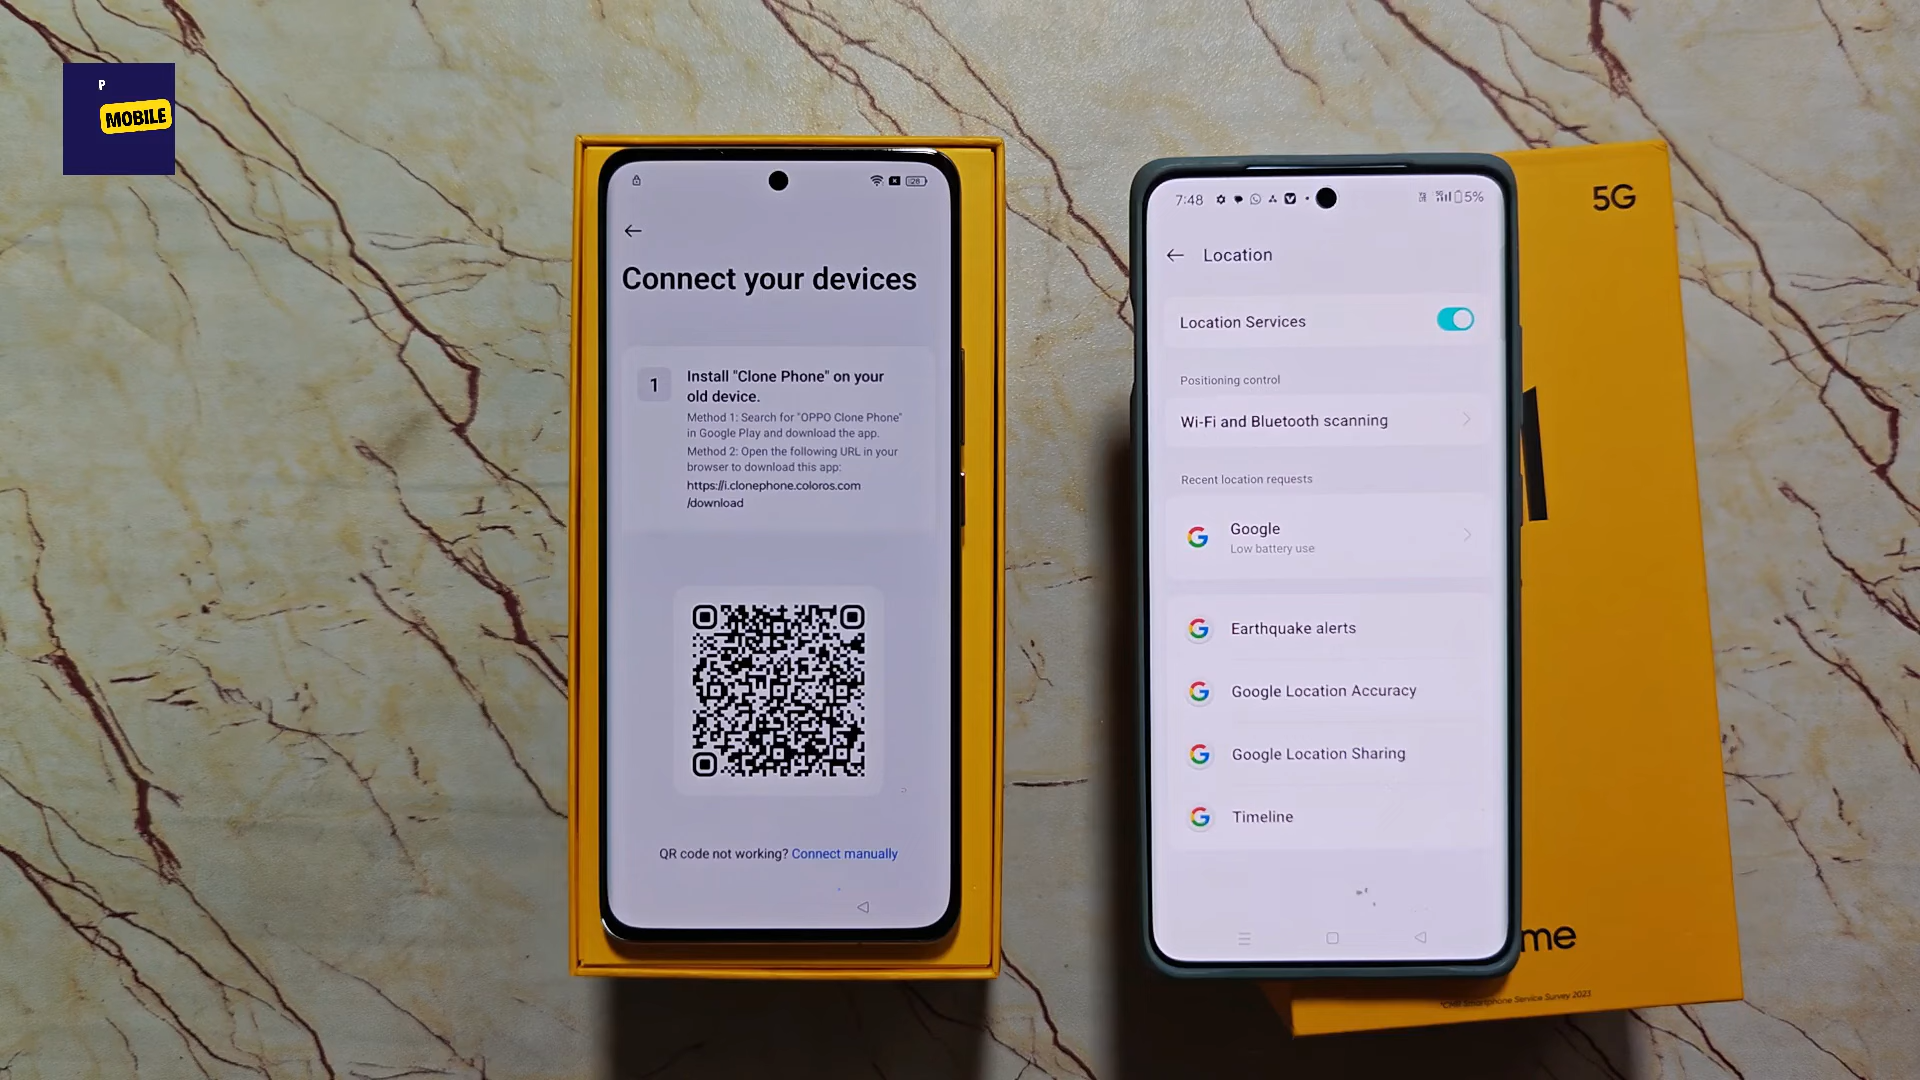 P
MOBILE
Connect your devices
1
Install "Clone Phone" on your
old device.
Method 1: Search for "OPPO Clone Phone"
in Google Play and download the app.
Method 2: Open the following URL in your
browser to download this app:
https://i.clonephone.coloros.com
/download
QR code not working? Connect manually
7:48
5%
Location
Location Services
Positioning control
Wi-Fi and Bluetooth scanning
Recent location requests
Google
Low battery use
Earthquake alerts
Google Location Accuracy
Google Location Sharing
Timeline
5G
me
Smartphone Service Survey 2023